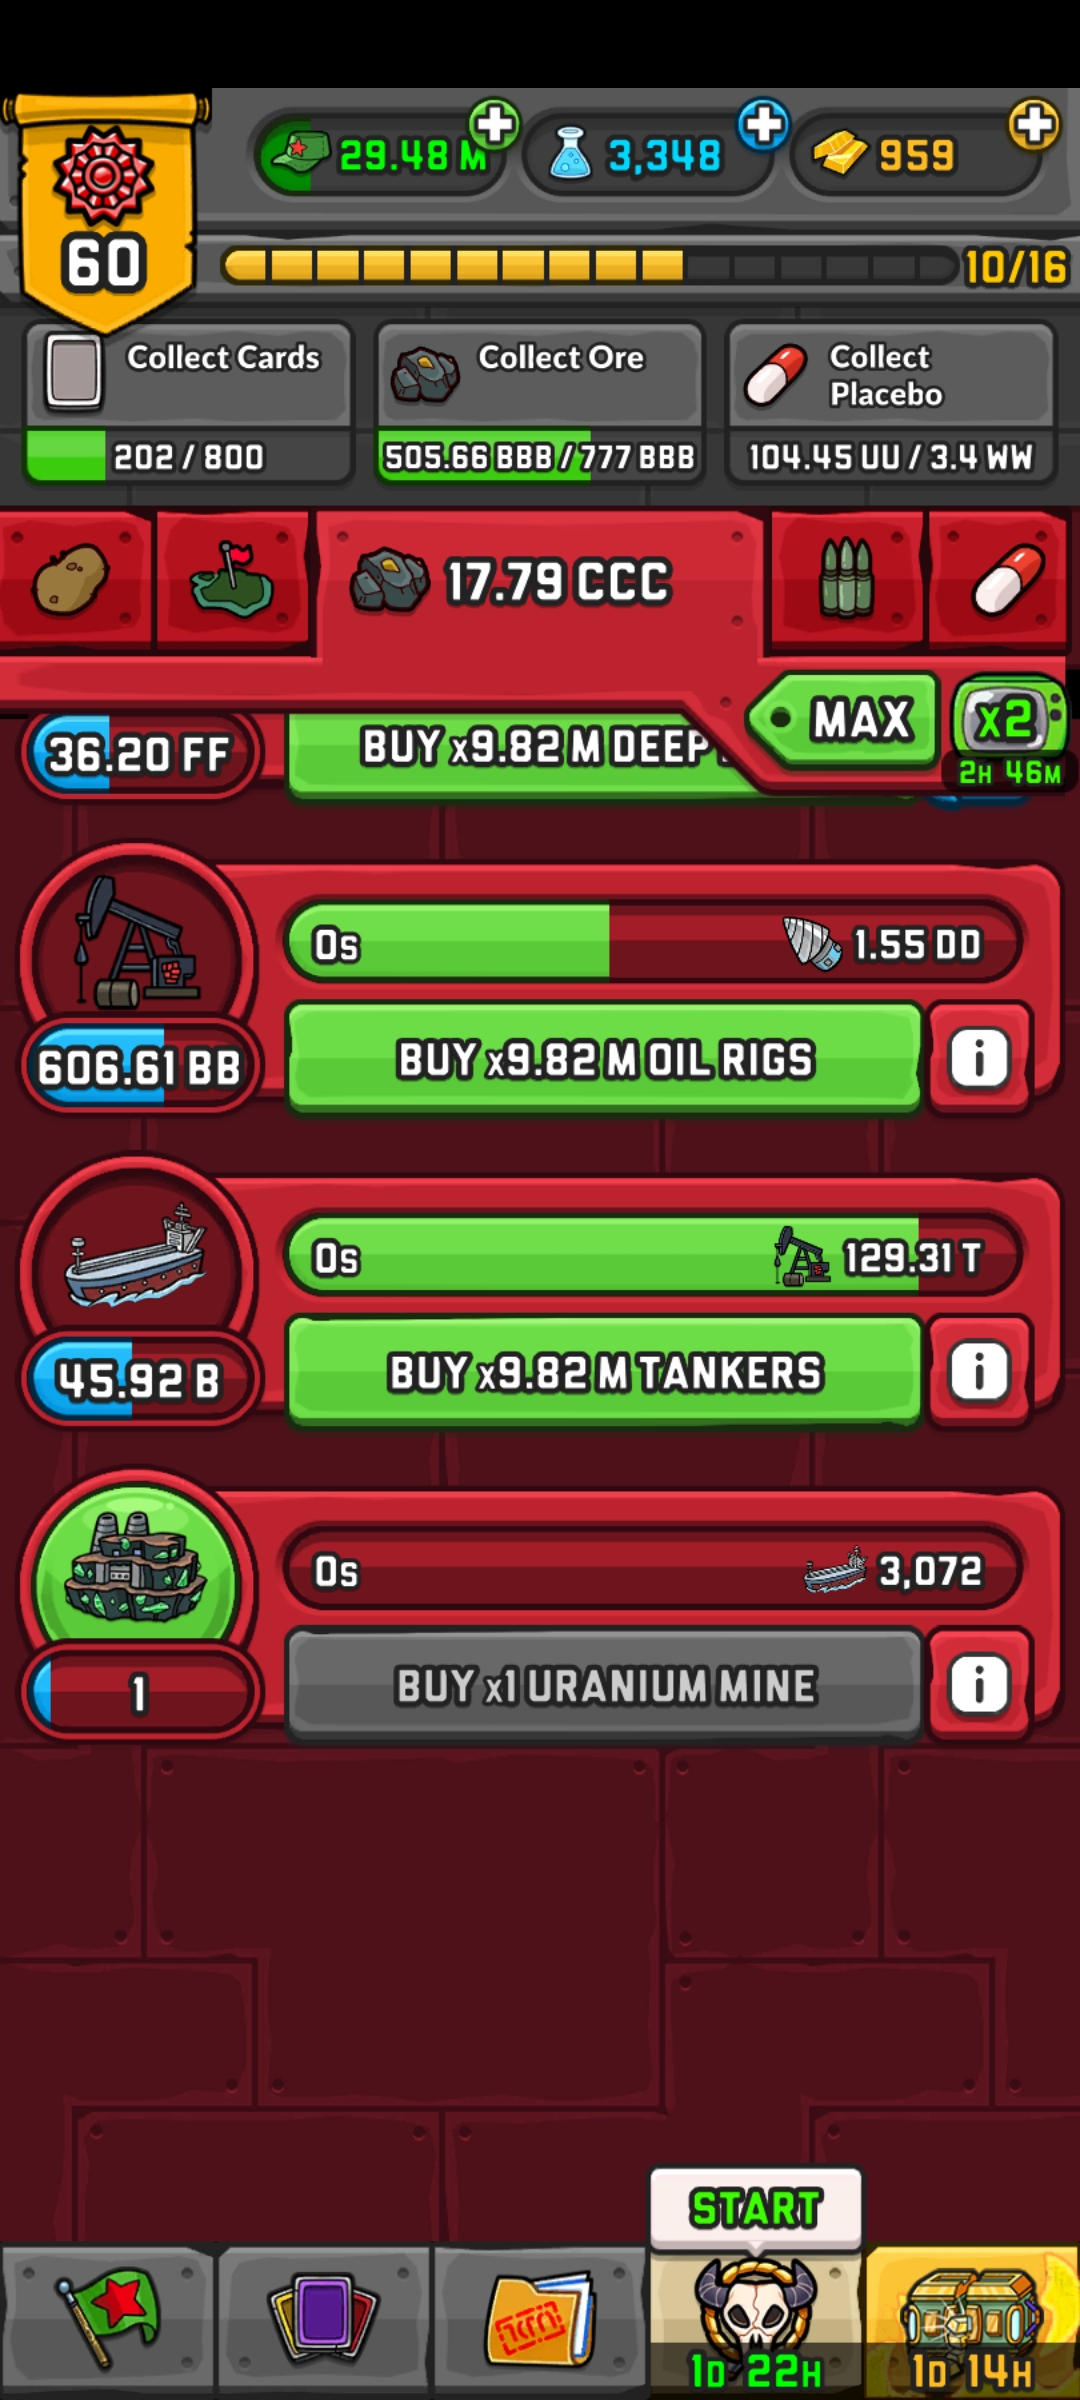 29.48 M
3,348
959
60
10/16
Collect Cards
Collect Ore
Collect
Placebo
202 / 800
505.66 BBB / 777 BBB
104.45 UU / 3.4 WW
17.79 CCC
MAX
x2
2H 46M
36.20 FF
BUY x9.82 M DEEP
0s
1.55 DD
606.61 BB
BUY x9.82 M OIL RIGS
i
0s
129.31 T
45.92 B
BUY x9.82 M TANKERS
i
0s
3,072
1
BUY x1 URANIUM MINE
i
START
1D 22H
1D 14H